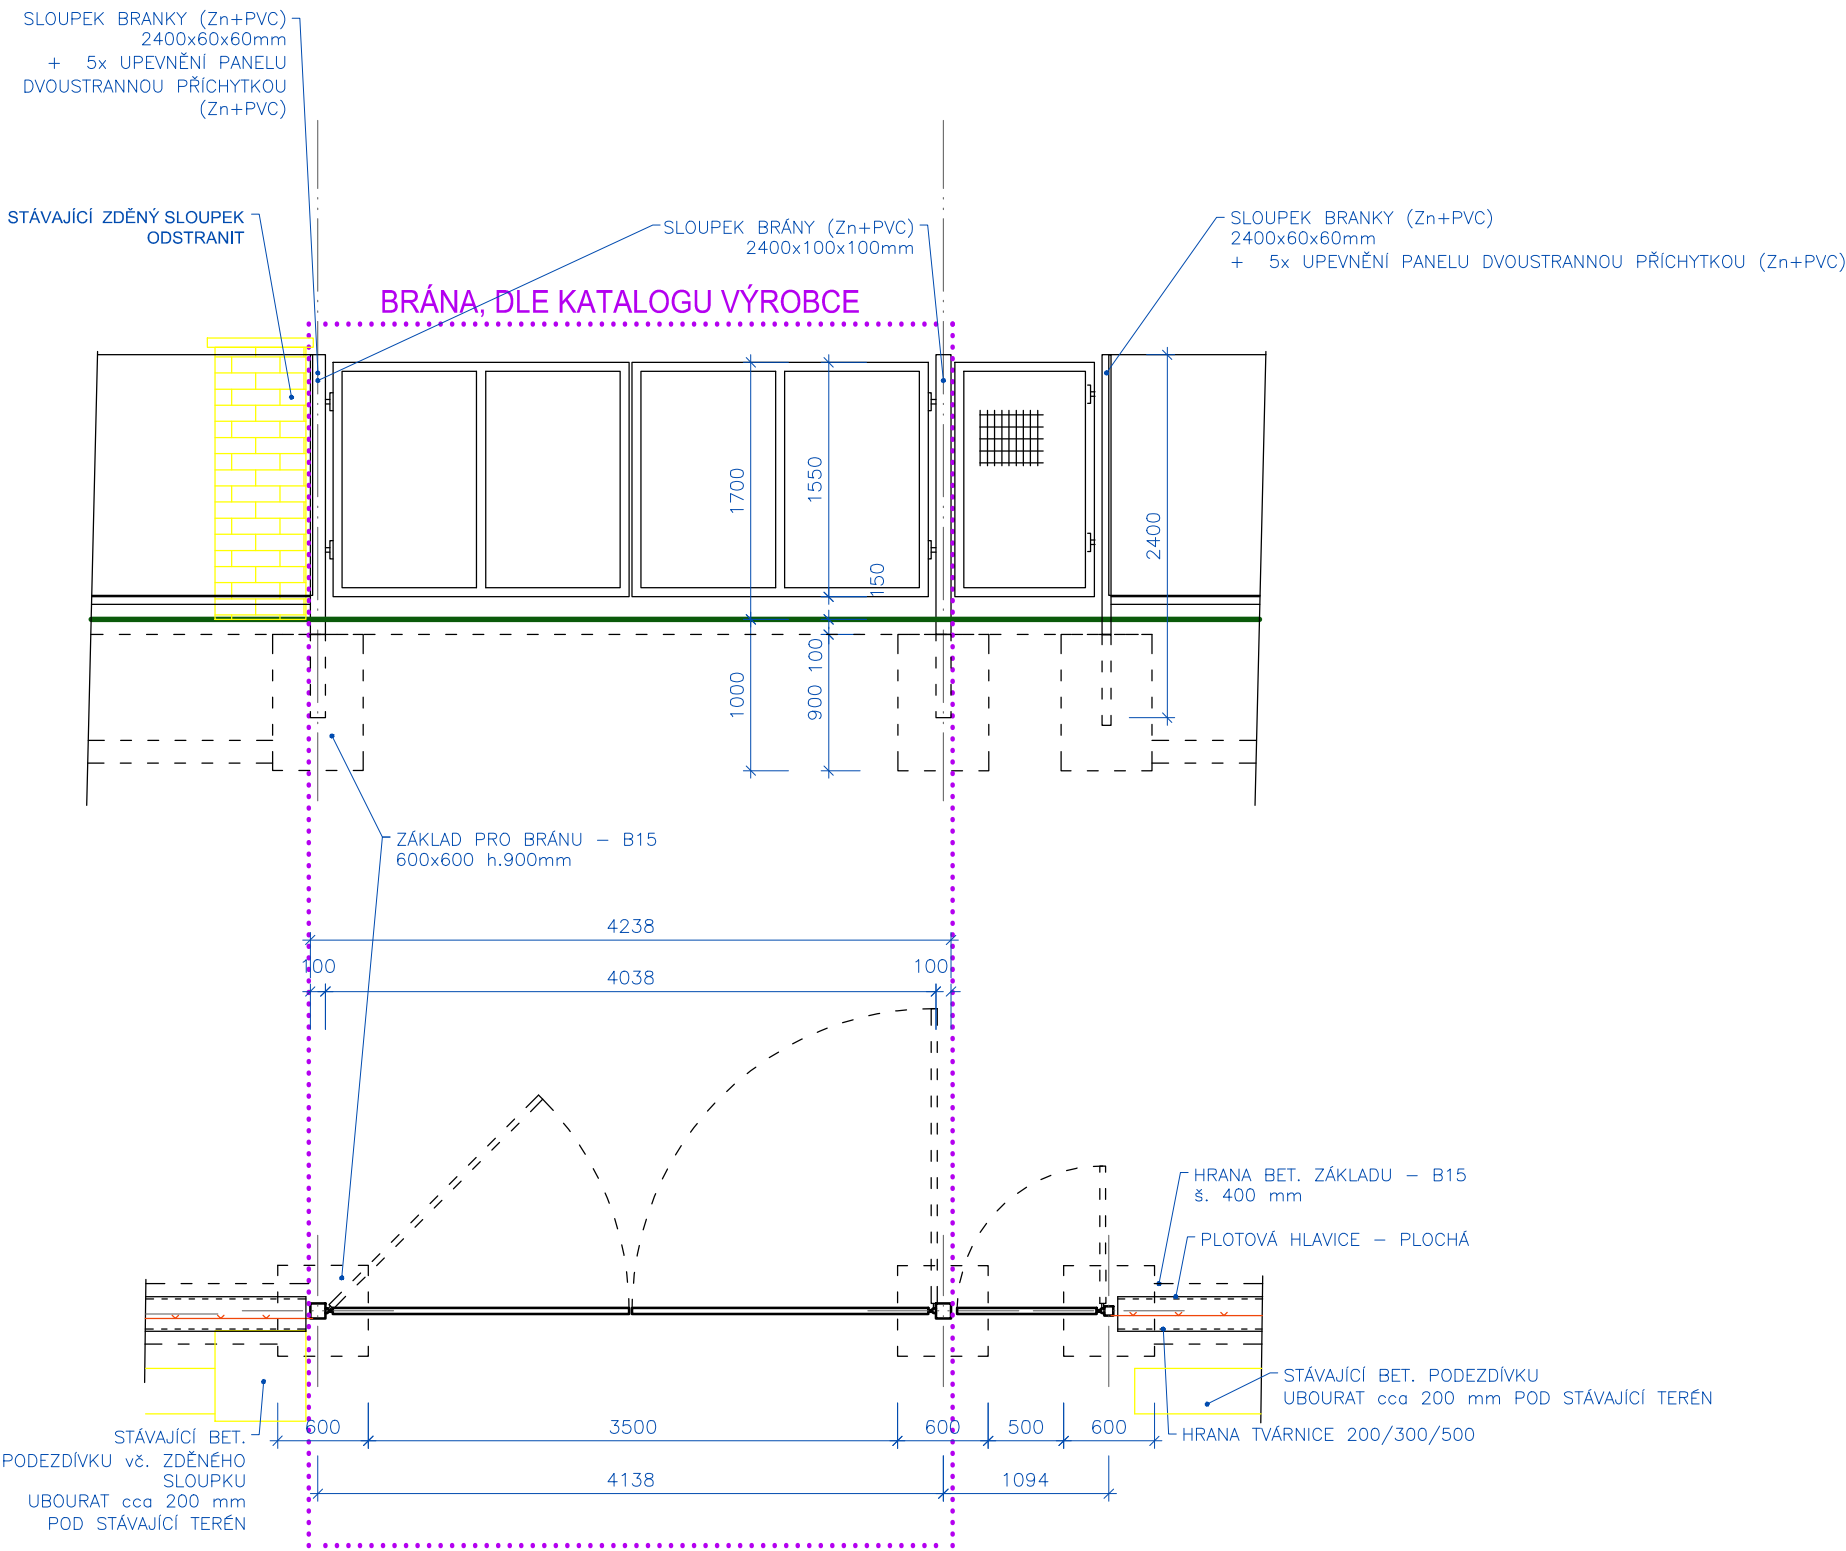 SLOUPEK BRANKY (Zn+PVC)
2400x60x60mm
+ 5x UPEVNĚNÍ PANELU
DVOUSTRANNOU PŘÍCHYTKOU
(Zn+PVC)
STÁVAJÍCÍ ZDĚNÝ SLOUPEK
ODSTRANIT
SLOUPEK BRÁNY (Zn+PVC)
2400x100x100mm
SLOUPEK BRANKY (Zn+PVC)
2400x60x60mm
+ 5x UPEVNĚNÍ PANELU DVOUSTRANNOU PŘÍCHYTKOU (Zn+PVC)
BRÁNA, DLE KATALOGU VÝROBCE
1700
1550
2400
150
100
1000
900
ZÁKLAD PRO BRÁNU – B15
600x600 h.900mm
4238
100
4038
100
HRANA BET. ZÁKLADU – B15
š. 400 mm
PLOTOVÁ HLAVICE – PLOCHÁ
STÁVAJÍCÍ BET. PODEZDÍVKU
UBOURAT cca 200 mm POD STÁVAJÍCÍ TERÉN
HRANA TVÁRNICE 200/300/500
600
3500
600
500
600
STÁVAJÍCÍ BET.
PODEZDÍVKU vč. ZDĚNÉHO
SLOUPKU
UBOURAT cca 200 mm
POD STÁVAJÍCÍ TERÉN
4138
1094